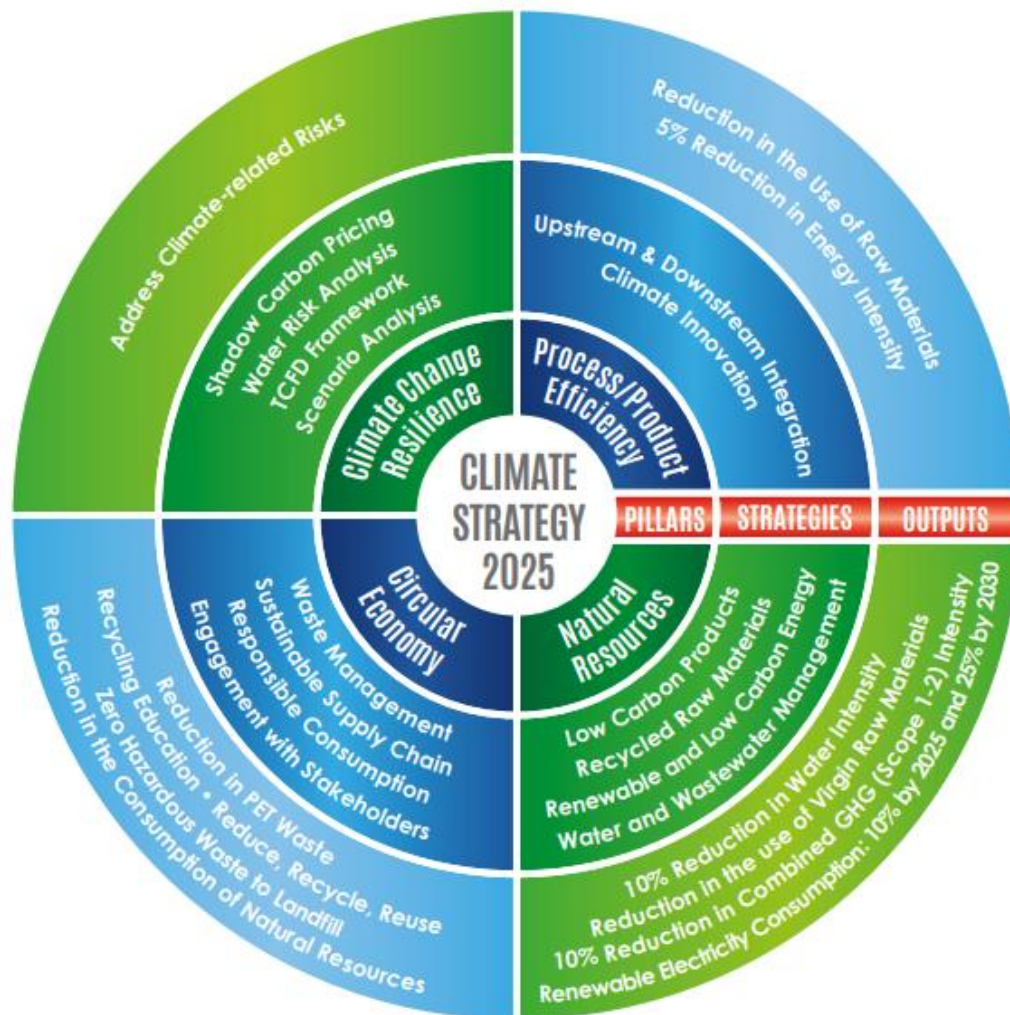 CLIMATE
STRATEGY
2025
PILLARS
STRATEGIES
OUTPUTS
Climate Change
Resilience
Shadow Carbon Pricing
Water Risk Analysis
TCFD Framework
Scenario Analysis
Address Climate-related Risks
Process/Product
Efficiency
Upstream & Downstream Integration
Climate Innovation
Reduction in the Use of Raw Materials
5% Reduction in Energy Intensity
Circular
Economy
Waste Management
Sustainable Supply Chain
Responsible Consumption
Engagement with Stakeholders
Reduction in PET Waste
Recycling Education • Reduce, Recycle, Reuse
Zero Hazardous Waste to Landfill
Reduction in the Consumption of Natural Resources
Natural
Resources
Low Carbon Products
Recycled Raw Materials
Renewable and Low Carbon Energy
Water and Wastewater Management
10% Reduction in Water Intensity
Reduction in the use of Virgin Raw Materials
10% Reduction in Combined GHG (Scope 1-2) Intensity
Renewable Electricity Consumption: 10% by 2025 and 25% by 2030